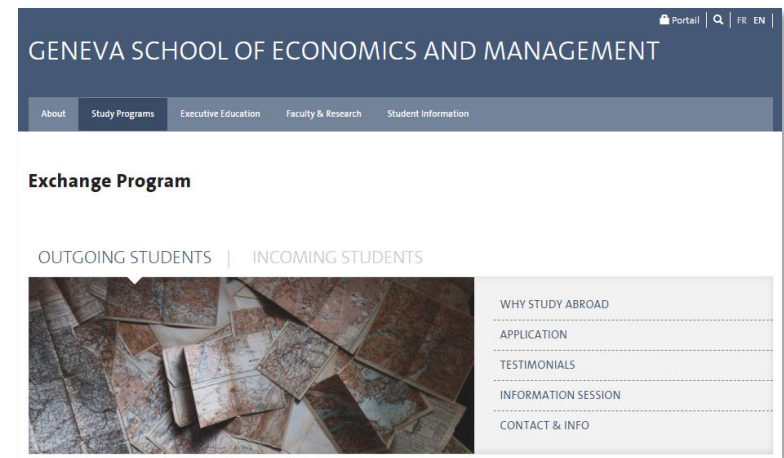 Portail | FR EN |
GENEVA SCHOOL OF ECONOMICS AND MANAGEMENT
About Study Programs Executive Education Faculty & Research Student Information
Exchange Program
OUTGOING STUDENTS | INCOMING STUDENTS
WHY STUDY ABROAD
APPLICATION
TESTIMONIALS
INFORMATION SESSION
CONTACT & INFO